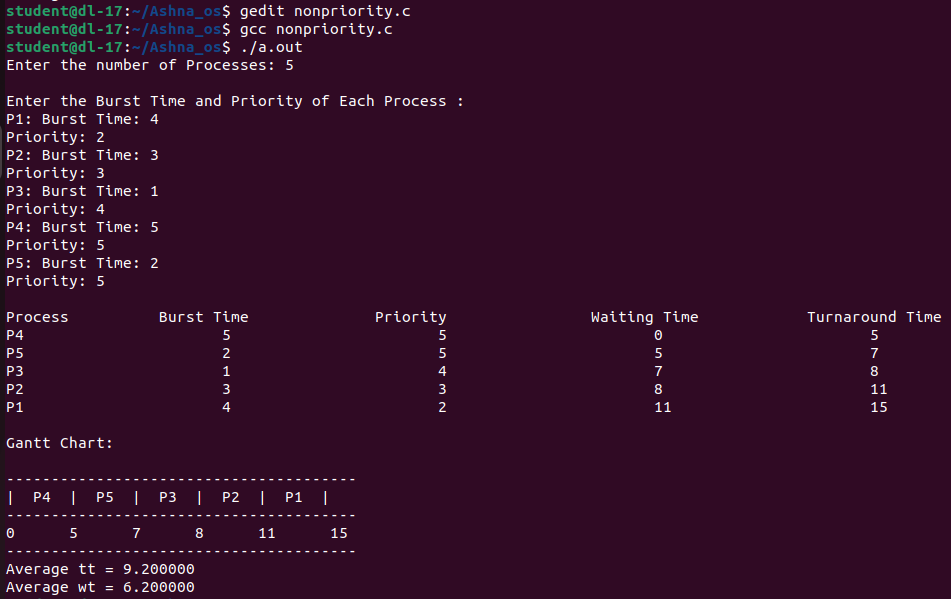 student@dl-17:~/Ashna_os$ gedit nonpriority.c
student@dl-17:~/Ashna_os$ gcc nonpriority.c
student@dl-17:~/Ashna_os$ ./a.out
Enter the number of Processes: 5

Enter the Burst Time and Priority of Each Process :
P1: Burst Time: 4
Priority: 2
P2: Burst Time: 3
Priority: 3
P3: Burst Time: 1
Priority: 4
P4: Burst Time: 5
Priority: 5
P5: Burst Time: 2
Priority: 5

Process          Burst Time              Priority                Waiting Time            Turnaround Time
P4                      5                       5                       0                       5
P5                      2                       5                       5                       7
P3                      1                       4                       7                       8
P2                      3                       3                       8                       11
P1                      4                       2                       11                      15

Gantt Chart:

---------------------------------------
|  P4  |  P5  |  P3  |  P2  |  P1  |
---------------------------------------
0      5      7      8      11      15
---------------------------------------
Average tt = 9.200000
Average wt = 6.200000